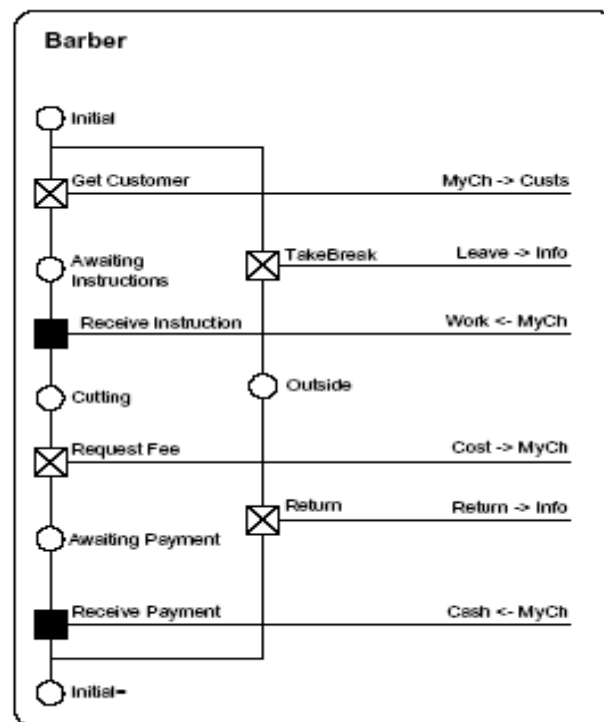 Barber
Initial
Get Customer MyCh -> Custs
Awaiting
Instructions
TakeBreak Leave -> Info
Receive Instruction Work <- MyCh
Outside
Cutting
Request Fee Cost -> MyCh
Return Return -> Info
Awaiting Payment
Receive Payment Cash <- MyCh
Initial=